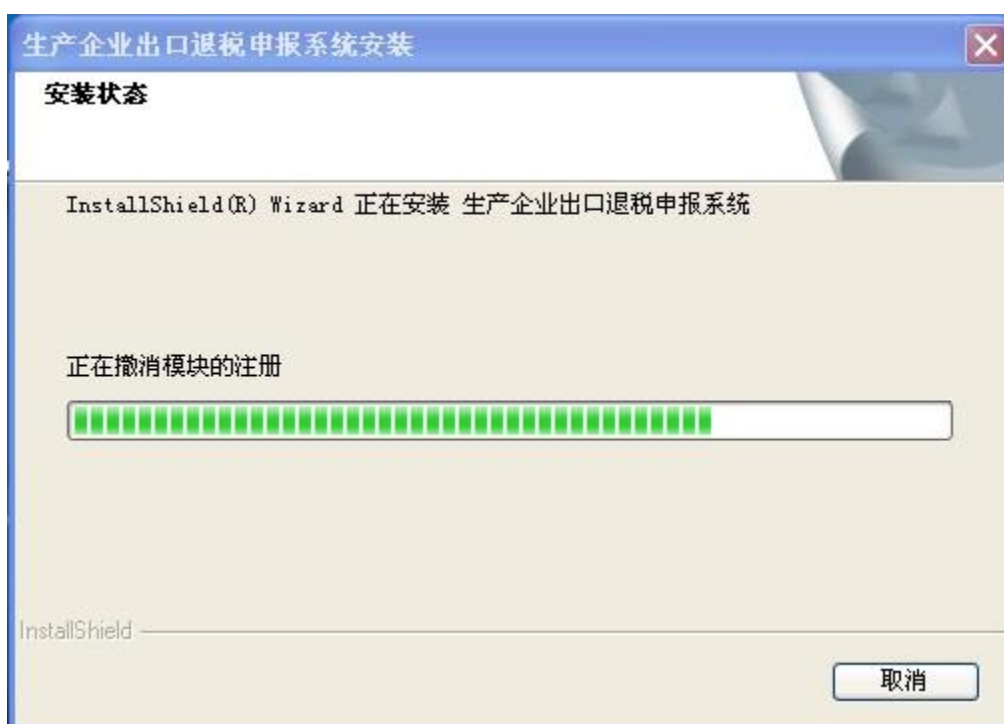 生产企业出口退税申报系统安装
安装状态
InstallShield(R) Wizard 正在安装 生产企业出口退税申报系统
正在撤消模块的注册
InstallShield
取消